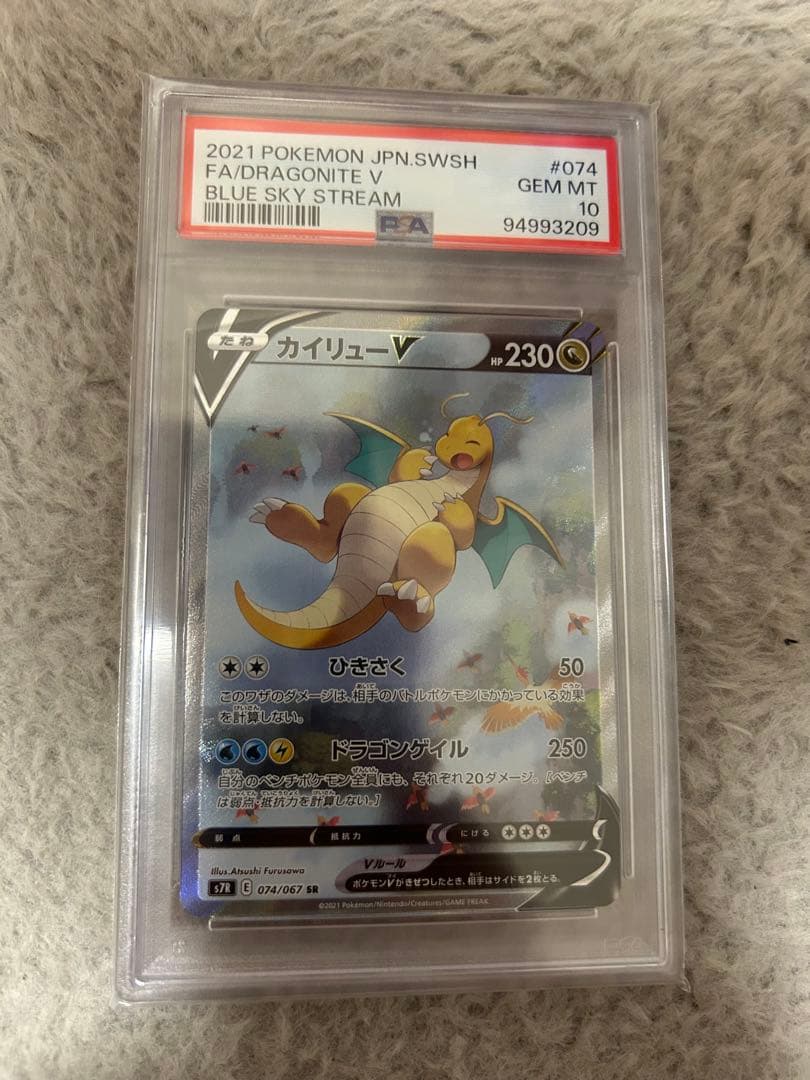 2021 POKEMON JPN.SWSH #074
FA/DRAGONITE V GEM MT
BLUE SKY STREAM 10
PSA 94993209
たね カイリューV HP 230
ひきさく 50
このワザのダメージは、相手のバトルポケモンにかかっている効果
を計算しない。
ドラゴンゲイル 250
自分のベンチポケモン全員にも、それぞれ20ダメージ。[ベンチ
は弱点・抵抗力を計算しない。]
弱点 抵抗力 にげる
Illus.Atsushi Furusawa
Vルール
ポケモンVがきぜつしたとき、相手はサイドを2枚とる。
s7R E 074/067 SR
©2021 Pokémon/Nintendo/Creatures/GAME FREAK